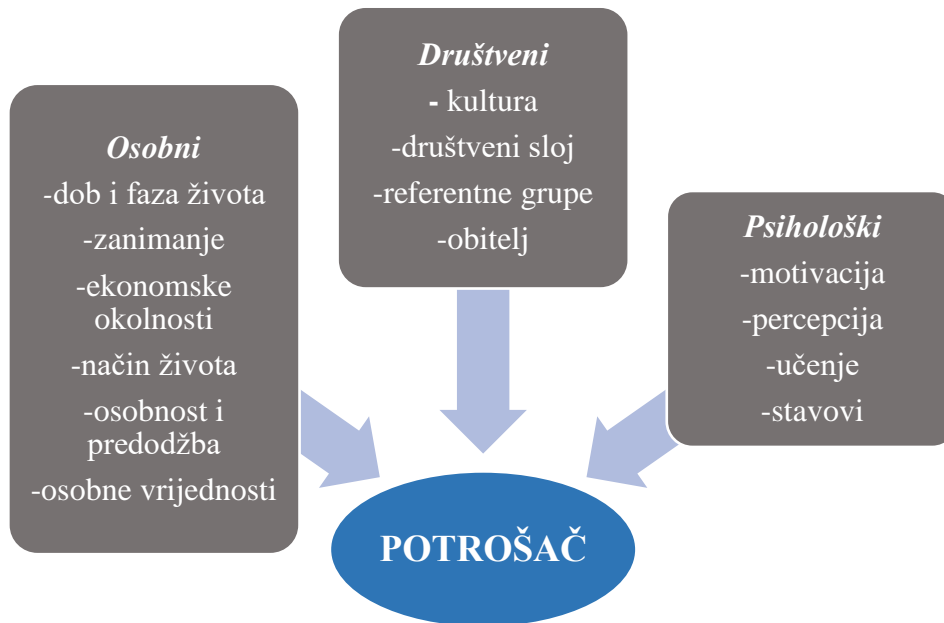 Osobni
-dob i faza života
-zanimanje
-ekonomske
okolnosti
-način života
-osobnost i
predodžba
-osobne vrijednosti
Društveni
- kultura
-društveni sloj
-referentne grupe
-obitelj
Psihološki
-motivacija
-percepcija
-učenje
-stavovi
POTROŠAČ